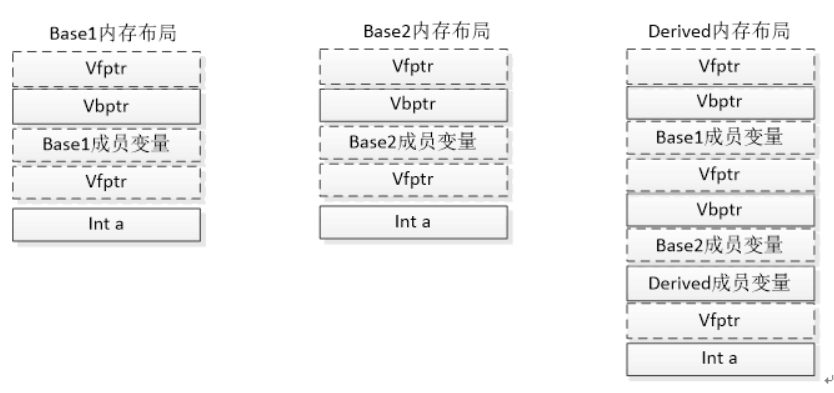 Base1内存布局
Vfptr
Vbptr
Base1成员变量
Vfptr
Int a
Base2内存布局
Vfptr
Vbptr
Base2成员变量
Vfptr
Int a
Derived内存布局
Vfptr
Vbptr
Base1成员变量
Vfptr
Vbptr
Base2成员变量
Derived成员变量
Vfptr
Int a